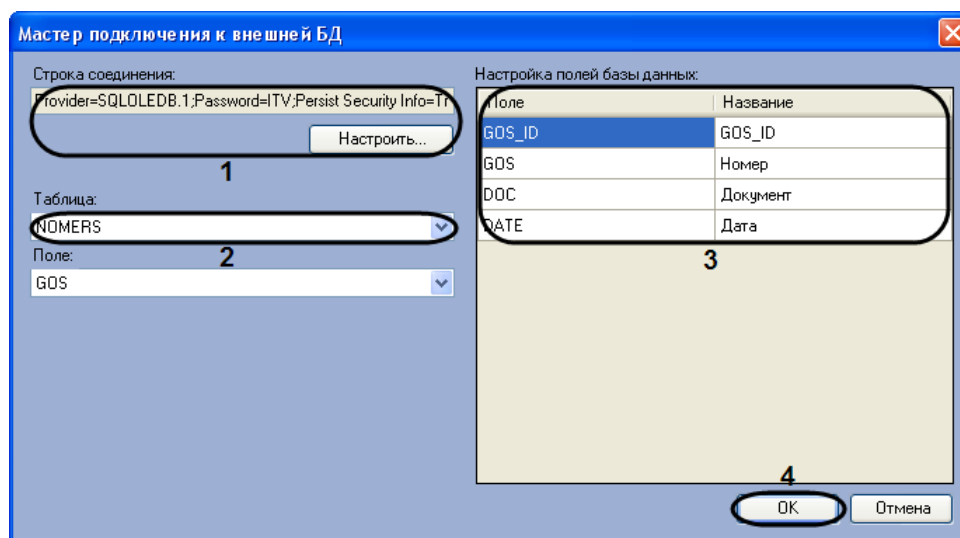 Мастер подключения к внешней БД
Строка соединения:
Provider=SQLOLEDB.1;Password=ITV;Persist Security Info=Tr
Настроить...
1
Таблица:
NOMERS
2
Поле:
GOS
Настройка полей базы данных:
Поле Название
GOS_ID GOS_ID
GOS Номер
DOC Документ
DATE Дата
3
4
OK Отмена